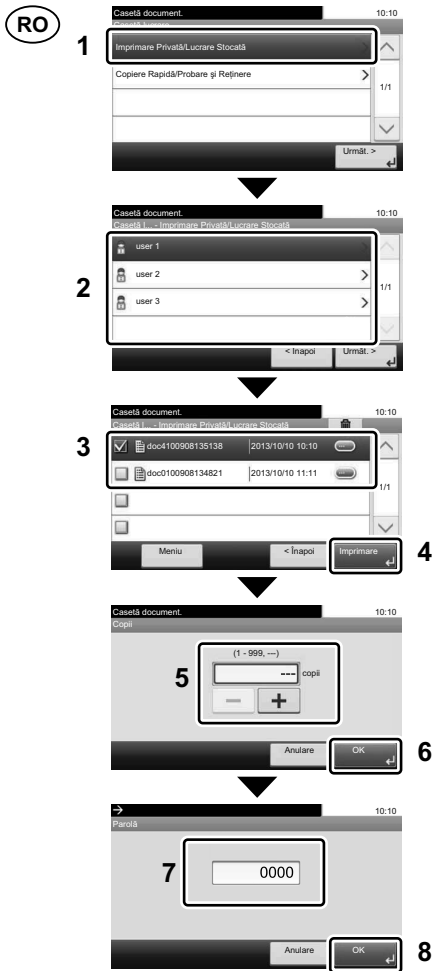 RO
Casetă document. 10:10
Casetă lucrare
1
Imprimare Privată/Lucrare Stocată
Copiere Rapidă/Probare şi Reţinere
1/1
Următ. >
Casetă document. 10:10
Casetă l... - Imprimare Privată/Lucrare Stocată
2
user 1
user 2
user 3
1/1
< Înapoi Următ. >
Casetă document. 10:10
Casetă l... - Imprimare Privată/Lucrare Stocată
3
doc4100908135138 2013/10/10 10:10 ...
doc0100908134821 2013/10/10 11:11 ...
1/1
Meniu < Înapoi Imprimare 4
Casetă document. 10:10
Copii
(1 - 999, ---)
5 --- copii
− +
Anulare OK 6
10:10
Parolă
7 0000
Anulare OK 8